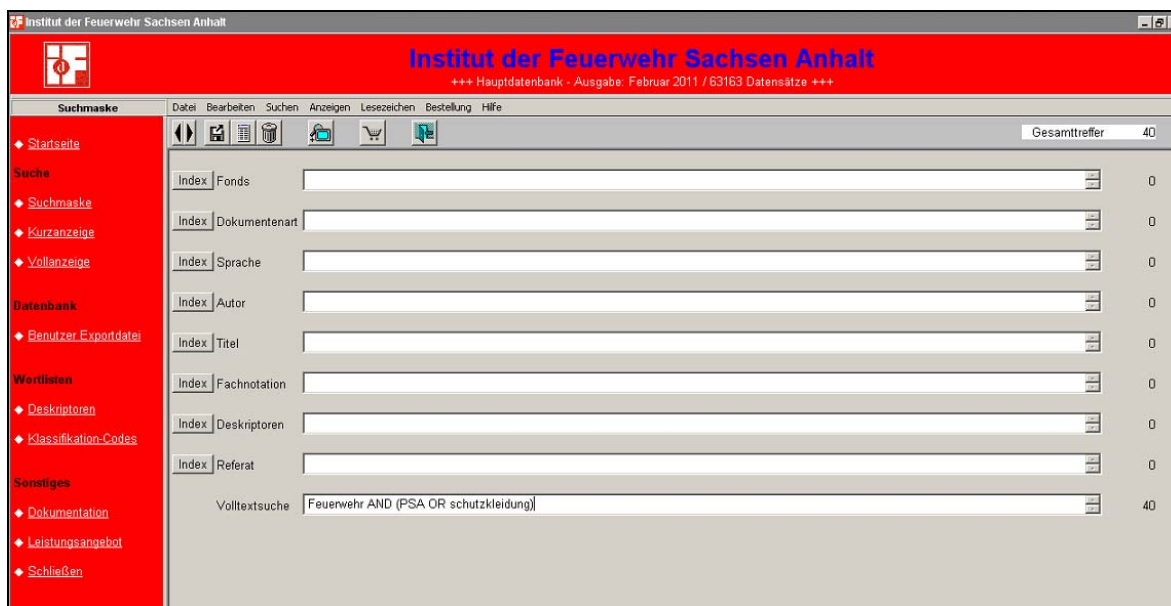 Institut der Feuerwehr Sachsen Anhalt
Institut der Feuerwehr Sachsen Anhalt
+++ Hauptdatenbank - Ausgabe: Februar 2011 / 63163 Datensätze +++
Suchmaske
Datei Bearbeiten Suchen Anzeigen Lesezeichen Bestellung Hilfe
Gesamttreffer 40
Startseite
Suche
Suchmaske
Kurzanzeige
Vollanzeige
Datenbank
Benutzer Exportdatei
Wortlisten
Deskriptoren
Klassifikation-Codes
Sonstiges
Dokumentation
Leistungsangebot
Schließen
Index Fonds 0
Index Dokumentenart 0
Index Sprache 0
Index Autor 0
Index Titel 0
Index Fachnotation 0
Index Deskriptoren 0
Index Referat 0
Volltextsuche Feuerwehr AND (PSA OR schutzkleidung) 40